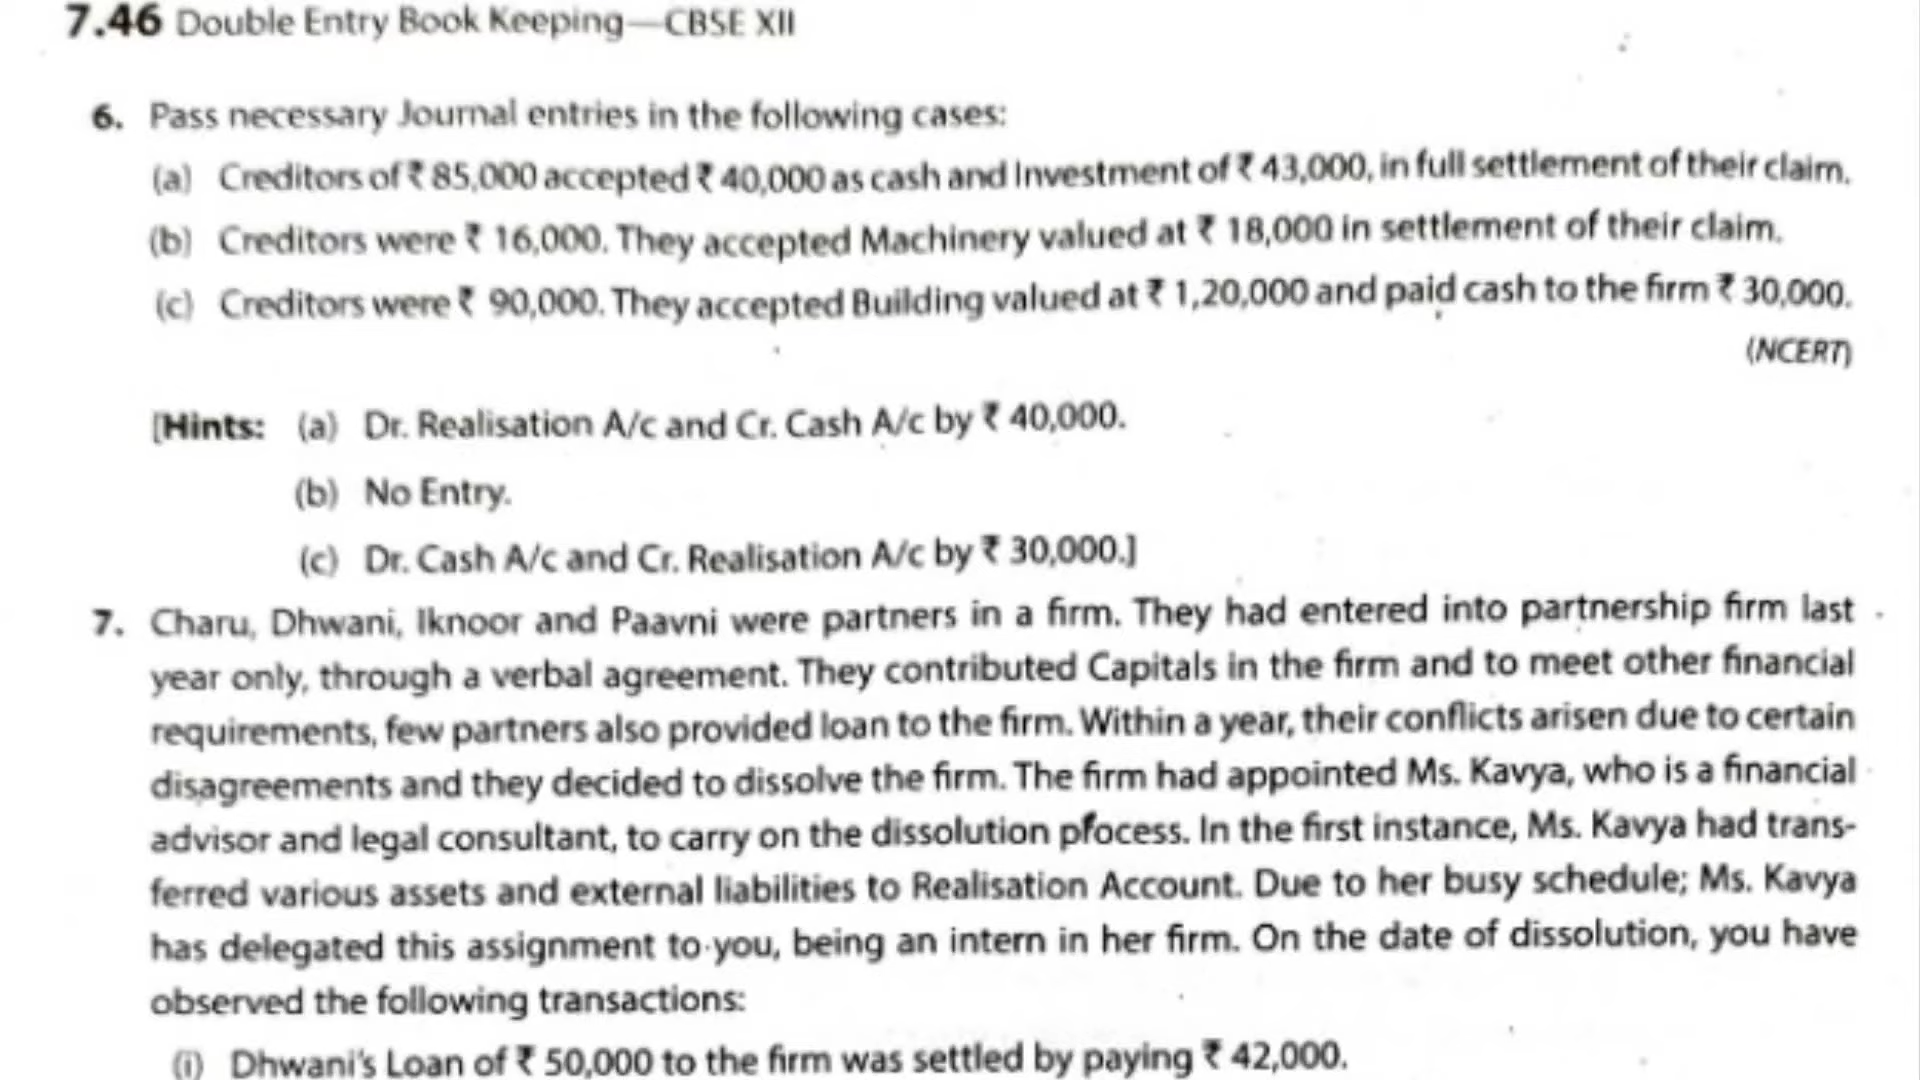 7.46 Double Entry Book Keeping—CBSE XII
6. Pass necessary Journal entries in the following cases:
(a) Creditors of ₹ 85,000 accepted ₹ 40,000 as cash and Investment of ₹ 43,000, in full settlement of their claim.
(b) Creditors were ₹ 16,000. They accepted Machinery valued at ₹ 18,000 in settlement of their claim.
(c) Creditors were ₹ 90,000. They accepted Building valued at ₹ 1,20,000 and paid cash to the firm ₹ 30,000.
(NCERT)
[Hints: (a) Dr. Realisation A/c and Cr. Cash A/c by ₹ 40,000.
(b) No Entry.
(c) Dr. Cash A/c and Cr. Realisation A/c by ₹ 30,000.]
7. Charu, Dhwani, Iknoor and Paavni were partners in a firm. They had entered into partnership firm last
year only, through a verbal agreement. They contributed Capitals in the firm and to meet other financial
requirements, few partners also provided loan to the firm. Within a year, their conflicts arisen due to certain
disagreements and they decided to dissolve the firm. The firm had appointed Ms. Kavya, who is a financial
advisor and legal consultant, to carry on the dissolution process. In the first instance, Ms. Kavya had trans-
ferred various assets and external liabilities to Realisation Account. Due to her busy schedule; Ms. Kavya
has delegated this assignment to you, being an intern in her firm. On the date of dissolution, you have
observed the following transactions:
(i) Dhwani's Loan of ₹ 50,000 to the firm was settled by paying ₹ 42,000.